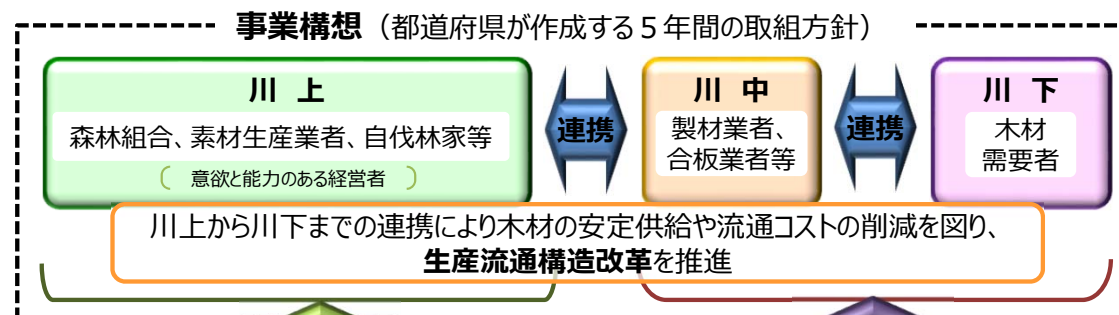 事業構想（都道府県が作成する５年間の取組方針）
川 上
森林組合、素材生産業者、自伐林家等
（ 意欲と能力のある経営者 ）
連携
川 中
製材業者、
合板業者等
連携
川 下
木材
需要者
川上から川下までの連携により木材の安定供給や流通コストの削減を図り、
生産流通構造改革を推進